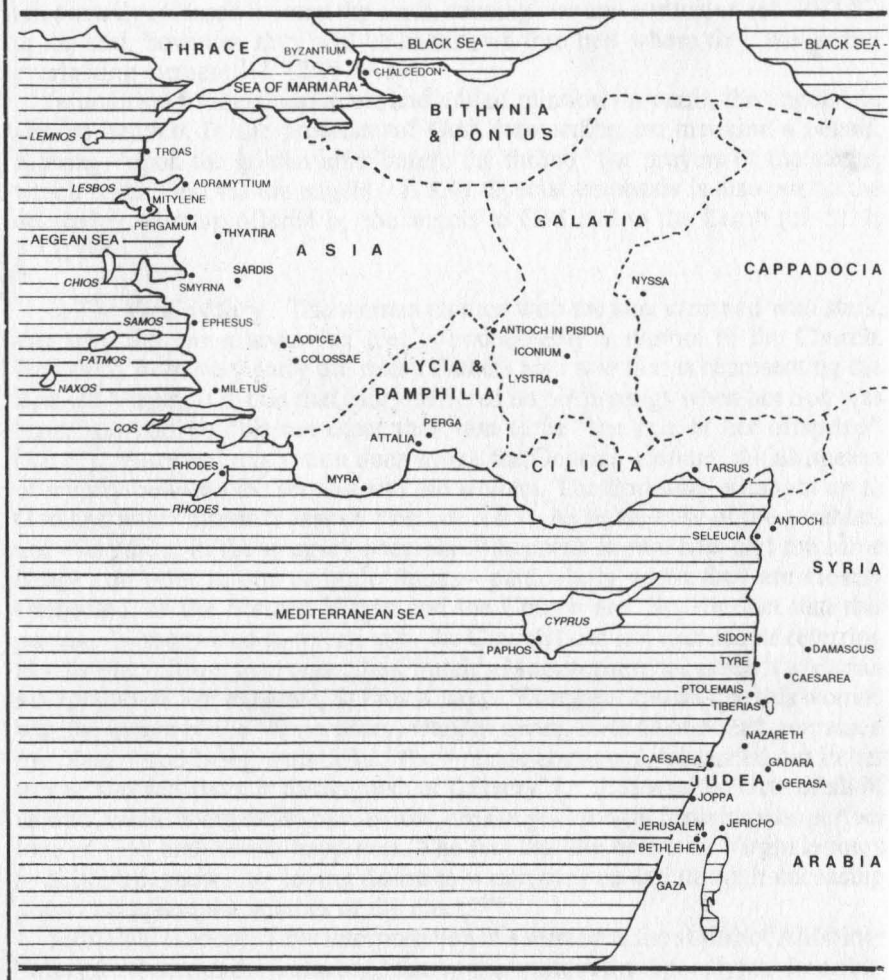 THRACE
BYZANTIUM
BLACK SEA
BLACK SEA
CHALCEDON
SEA OF MARMARA
LEMNOS
PONTUS
TROAS
LESBOS
ADRAMYTTIUM
MITYLENE
PERGAMUM
GALATIA
AEGEAN SEA
THYATIRA
ASIA
CAPPADOCIA
CHIOS
SARDIS
SMYRNA
NYSSA
SAMOS
EPHESUS
LAODICEA
ANTIOCH IN PISIDIA
PATMOS
COLOSSAE
LYCIA
ICONIUM
NAXOS
MILETUS
PAMPHILIA
LYSTRA
COS
PERGA
ATTALIA
RHODES
MYRA
CILICIA
TARSUS
RHODES
ANTIOCH
SELEUCIA
SYRIA
MEDITERRANEAN SEA
CYPRUS
PAPHOS
SIDON
DAMASCUS
TYRE
CAESAREA
PTOLEMAIS
TIBERIAS
NAZARETH
CAESAREA
GADARA
JUDEA
GERASA
JOPPA
JERUSALEM
JERICHO
BETHLEHEM
ARABIA
GAZA